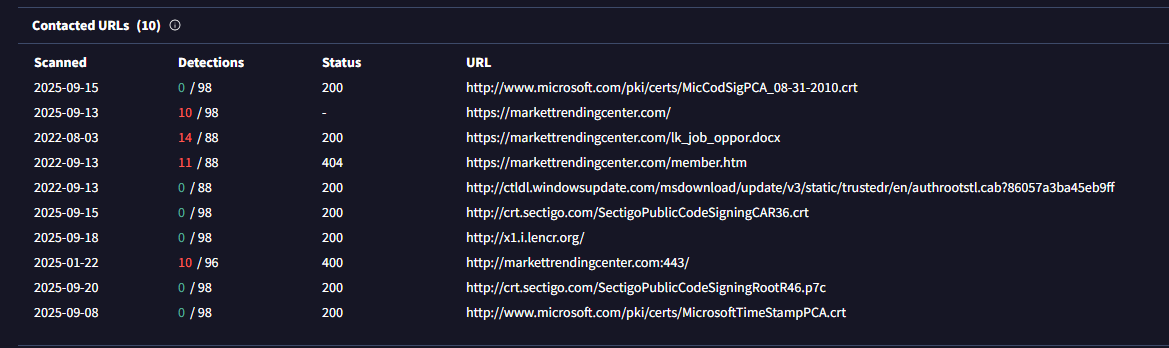 Contacted URLs (10)
Scanned Detections Status URL
2025-09-15 0 / 98 200 http://www.microsoft.com/pki/certs/MicCodSigPCA_08-31-2010.crt
2025-09-13 10 / 98 - https://markettrendingcenter.com/
2022-08-03 14 / 88 200 https://markettrendingcenter.com/lk_job_oppor.docx
2022-09-13 11 / 88 404 https://markettrendingcenter.com/member.htm
2022-09-13 0 / 88 200 http://ctldl.windowsupdate.com/msdownload/update/v3/static/trustedr/en/authrootstl.cab?86057a3ba45eb9ff
2025-09-15 0 / 98 200 http://crt.sectigo.com/SectigoPublicCodeSigningCAR36.crt
2025-09-18 0 / 98 200 http://x1.i.lencr.org/
2025-01-22 10 / 96 400 http://markettrendingcenter.com:443/
2025-09-20 0 / 98 200 http://crt.sectigo.com/SectigoPublicCodeSigningRootR46.p7c
2025-09-08 0 / 98 200 http://www.microsoft.com/pki/certs/MicrosoftTimeStampPCA.crt